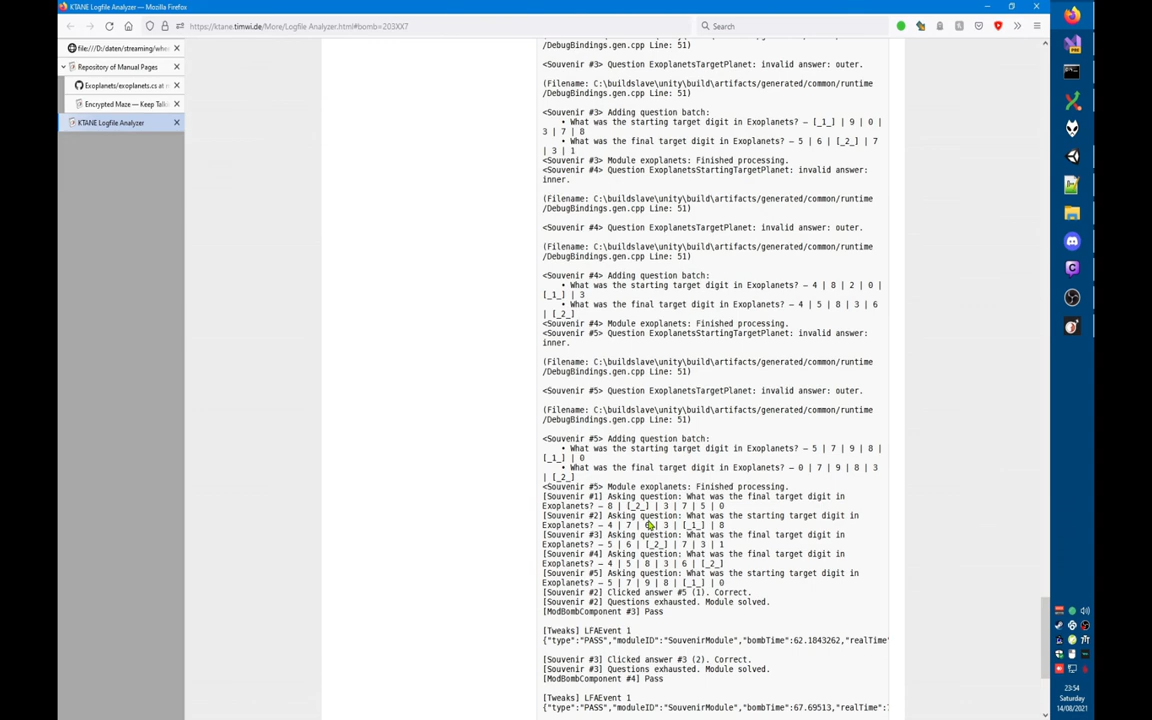 KTANE Logfile Analyzer — Mozilla Firefox
https://ktane.timwi.de/More/Logfile Analyzer.html#bomb=203XX7
Search
file:///D:/daten/streaming/whe
Repository of Manual Pages
Exoplanets/exoplanets.cs at m
Encrypted Maze — Keep Talki
KTANE Logfile Analyzer
/DebugBindings.gen.cpp Line: 51)
<Souvenir #3> Question ExoplanetsTargetPlanet: invalid answer: outer.
(Filename: C:\buildslave\unity\build\artifacts/generated/common/runtime
/DebugBindings.gen.cpp Line: 51)
<Souvenir #3> Adding question batch:
• What was the starting target digit in Exoplanets? — [_1_] | 9 | 0 |
3 | 7 | 8
• What was the final target digit in Exoplanets? — 5 | 6 | [_2_] | 7
| 3 | 1
<Souvenir #3> Module exoplanets: Finished processing.
<Souvenir #4> Question ExoplanetsStartingTargetPlanet: invalid answer:
inner.
(Filename: C:\buildslave\unity\build\artifacts/generated/common/runtime
/DebugBindings.gen.cpp Line: 51)
<Souvenir #4> Question ExoplanetsTargetPlanet: invalid answer: outer.
(Filename: C:\buildslave\unity\build\artifacts/generated/common/runtime
/DebugBindings.gen.cpp Line: 51)
<Souvenir #4> Adding question batch:
• What was the starting target digit in Exoplanets? — 4 | 8 | 2 | 0 |
[_1_] | 3
• What was the final target digit in Exoplanets? — 4 | 5 | 8 | 3 | 6
| [_2_]
<Souvenir #4> Module exoplanets: Finished processing.
<Souvenir #5> Question ExoplanetsStartingTargetPlanet: invalid answer:
inner.
(Filename: C:\buildslave\unity\build\artifacts/generated/common/runtime
/DebugBindings.gen.cpp Line: 51)
<Souvenir #5> Question ExoplanetsTargetPlanet: invalid answer: outer.
(Filename: C:\buildslave\unity\build\artifacts/generated/common/runtime
/DebugBindings.gen.cpp Line: 51)
<Souvenir #5> Adding question batch:
• What was the starting target digit in Exoplanets? — 5 | 7 | 9 | 8 |
[_1_] | 0
• What was the final target digit in Exoplanets? — 0 | 7 | 9 | 8 | 3
| [_2_]
<Souvenir #5> Module exoplanets: Finished processing.
[Souvenir #1] Asking question: What was the final target digit in
Exoplanets? — 8 | [_2_] | 3 | 7 | 5 | 0
[Souvenir #2] Asking question: What was the starting target digit in
Exoplanets? — 4 | 7 | 6 | 3 | [_1_] | 8
[Souvenir #3] Asking question: What was the final target digit in
Exoplanets? — 5 | 6 | [_2_] | 7 | 3 | 1
[Souvenir #4] Asking question: What was the final target digit in
Exoplanets? — 4 | 5 | 8 | 3 | 6 | [_2_]
[Souvenir #5] Asking question: What was the starting target digit in
Exoplanets? — 5 | 7 | 9 | 8 | [_1_] | 0
[Souvenir #2] Clicked answer #5 (1). Correct.
[Souvenir #2] Questions exhausted. Module solved.
[ModBombComponent #3] Pass
[Tweaks] LFAEvent 1
{"type":"PASS","moduleID":"SouvenirModule","bombTime":62.1843262,"realTime"
[Souvenir #3] Clicked answer #3 (2). Correct.
[Souvenir #3] Questions exhausted. Module solved.
[ModBombComponent #4] Pass
[Tweaks] LFAEvent 1
{"type":"PASS","moduleID":"SouvenirModule","bombTime":67.69513,"realTime":
23:54
Saturday
14/08/2021